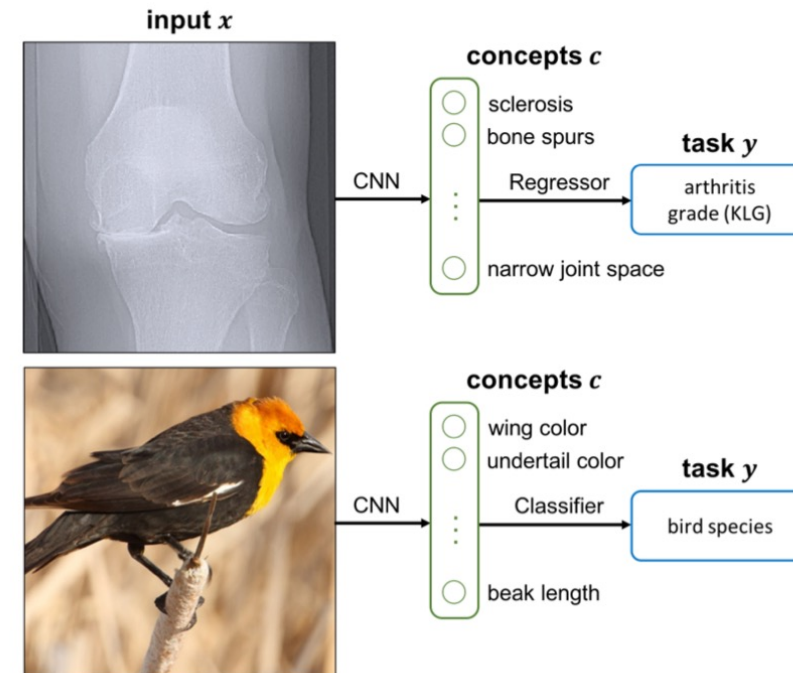 input x
concepts c
sclerosis
bone spurs
narrow joint space
CNN
Regressor
task y
arthritis
grade (KLG)
concepts c
wing color
undertail color
beak length
CNN
Classifier
task y
bird species